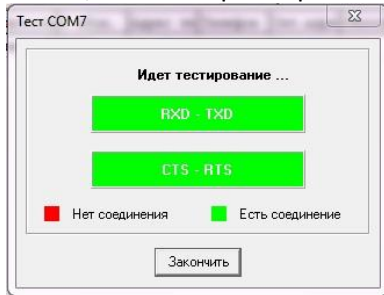 Тест COM7
Идет тестирование ...
RXD - TXD
CTS - RTS
Нет соединения Есть соединение
Закончить